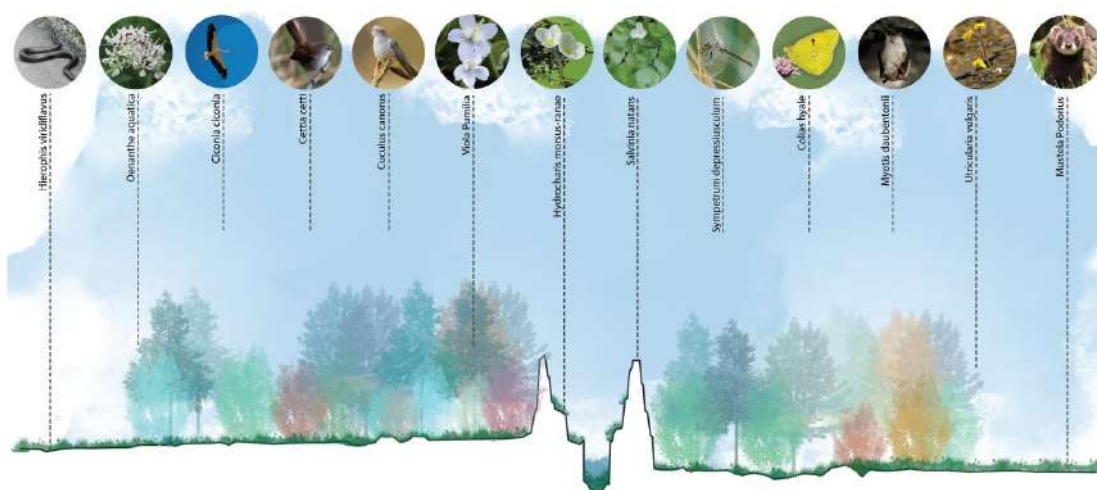 Hierophis viridiflavus
Oenanthe aquatica
Ciconia ciconia
Cettia cetti
Cuculus canorus
Viola Pumilia
Hydrocharis morsus-ranao
Salvinia natans
Sympetrum depressiusculum
Colias hyale
Myotis daubentonii
Utricularia vulgaris
Mustela Podorius